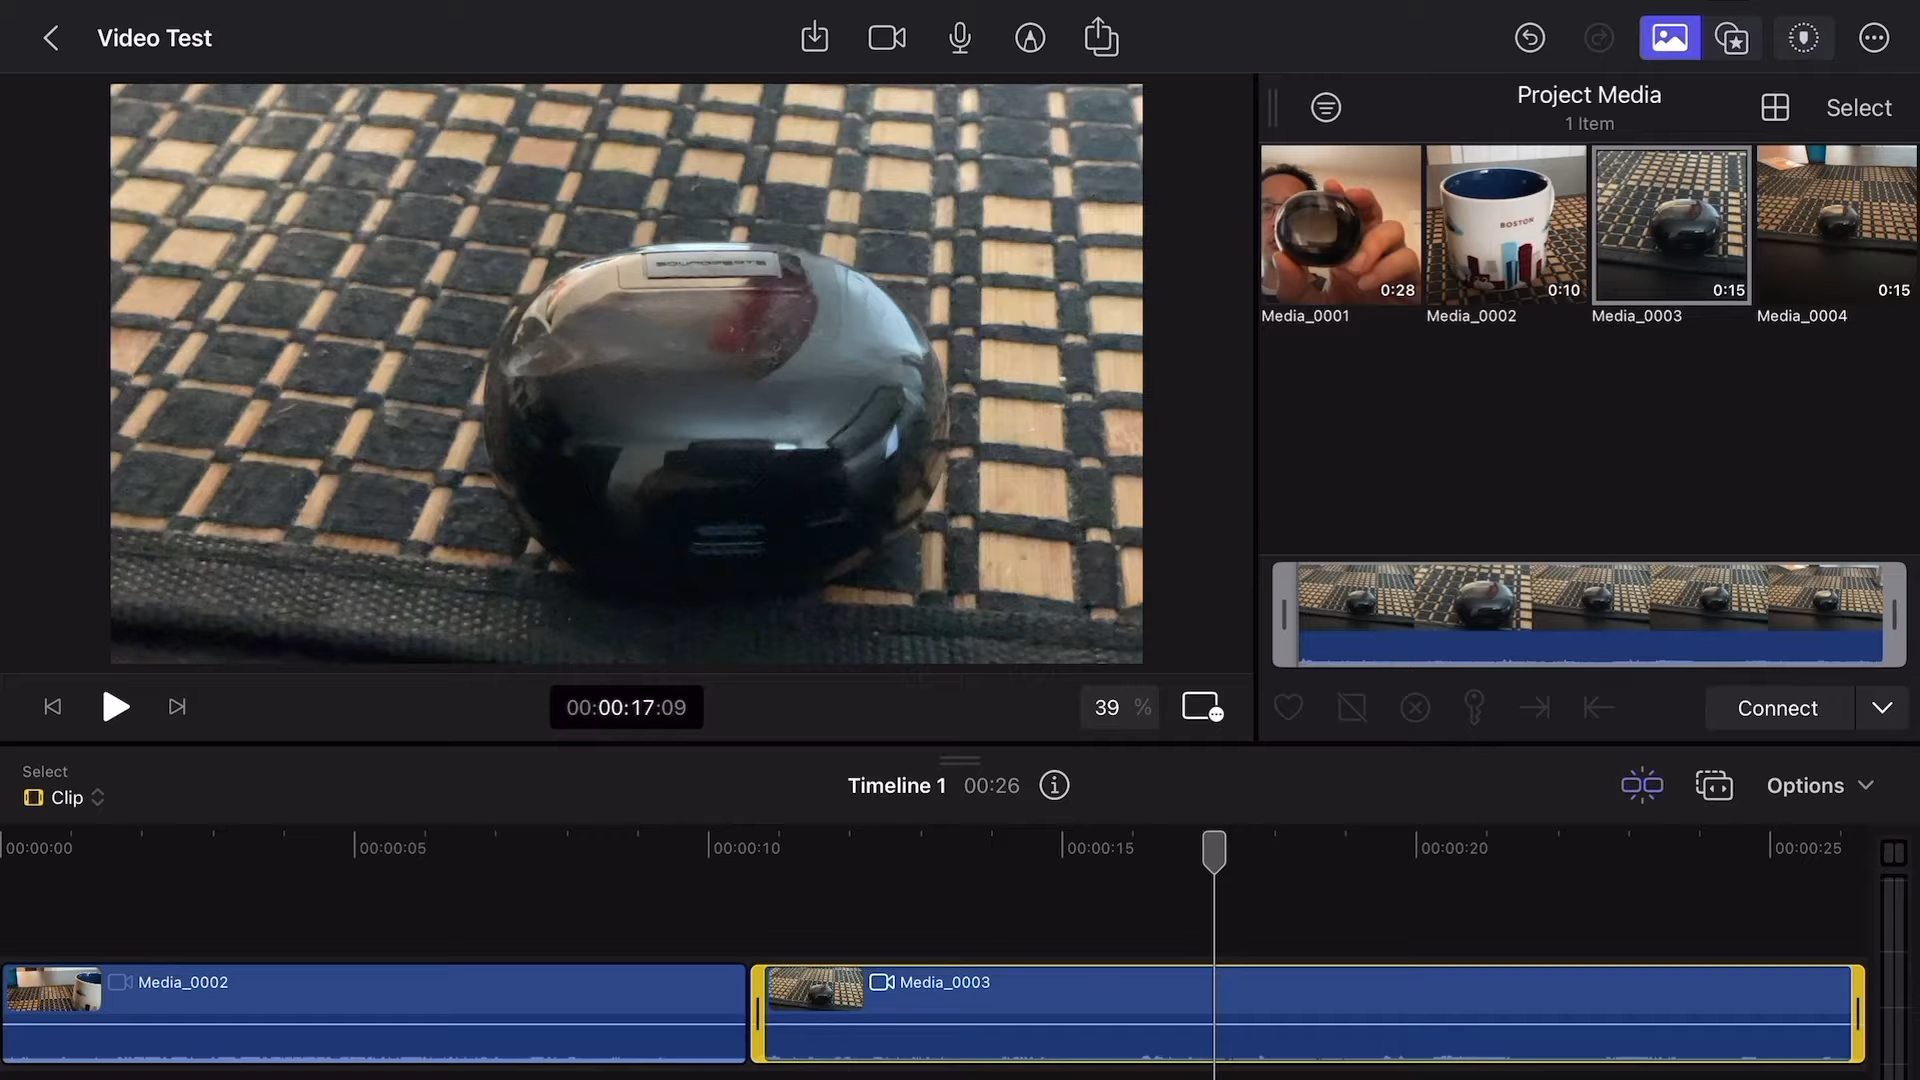 Video Test
Project Media
1 Item
Select
BOSTON
0:28
0:10
0:15
0:15
Media_0001
Media_0002
Media_0003
Media_0004
00:00:17:09
39 %
Connect
Select
Clip
Timeline 1 00:26
Options
00:00:00
00:00:05
00:00:10
00:00:15
00:00:20
00:00:25
Media_0002
Media_0003